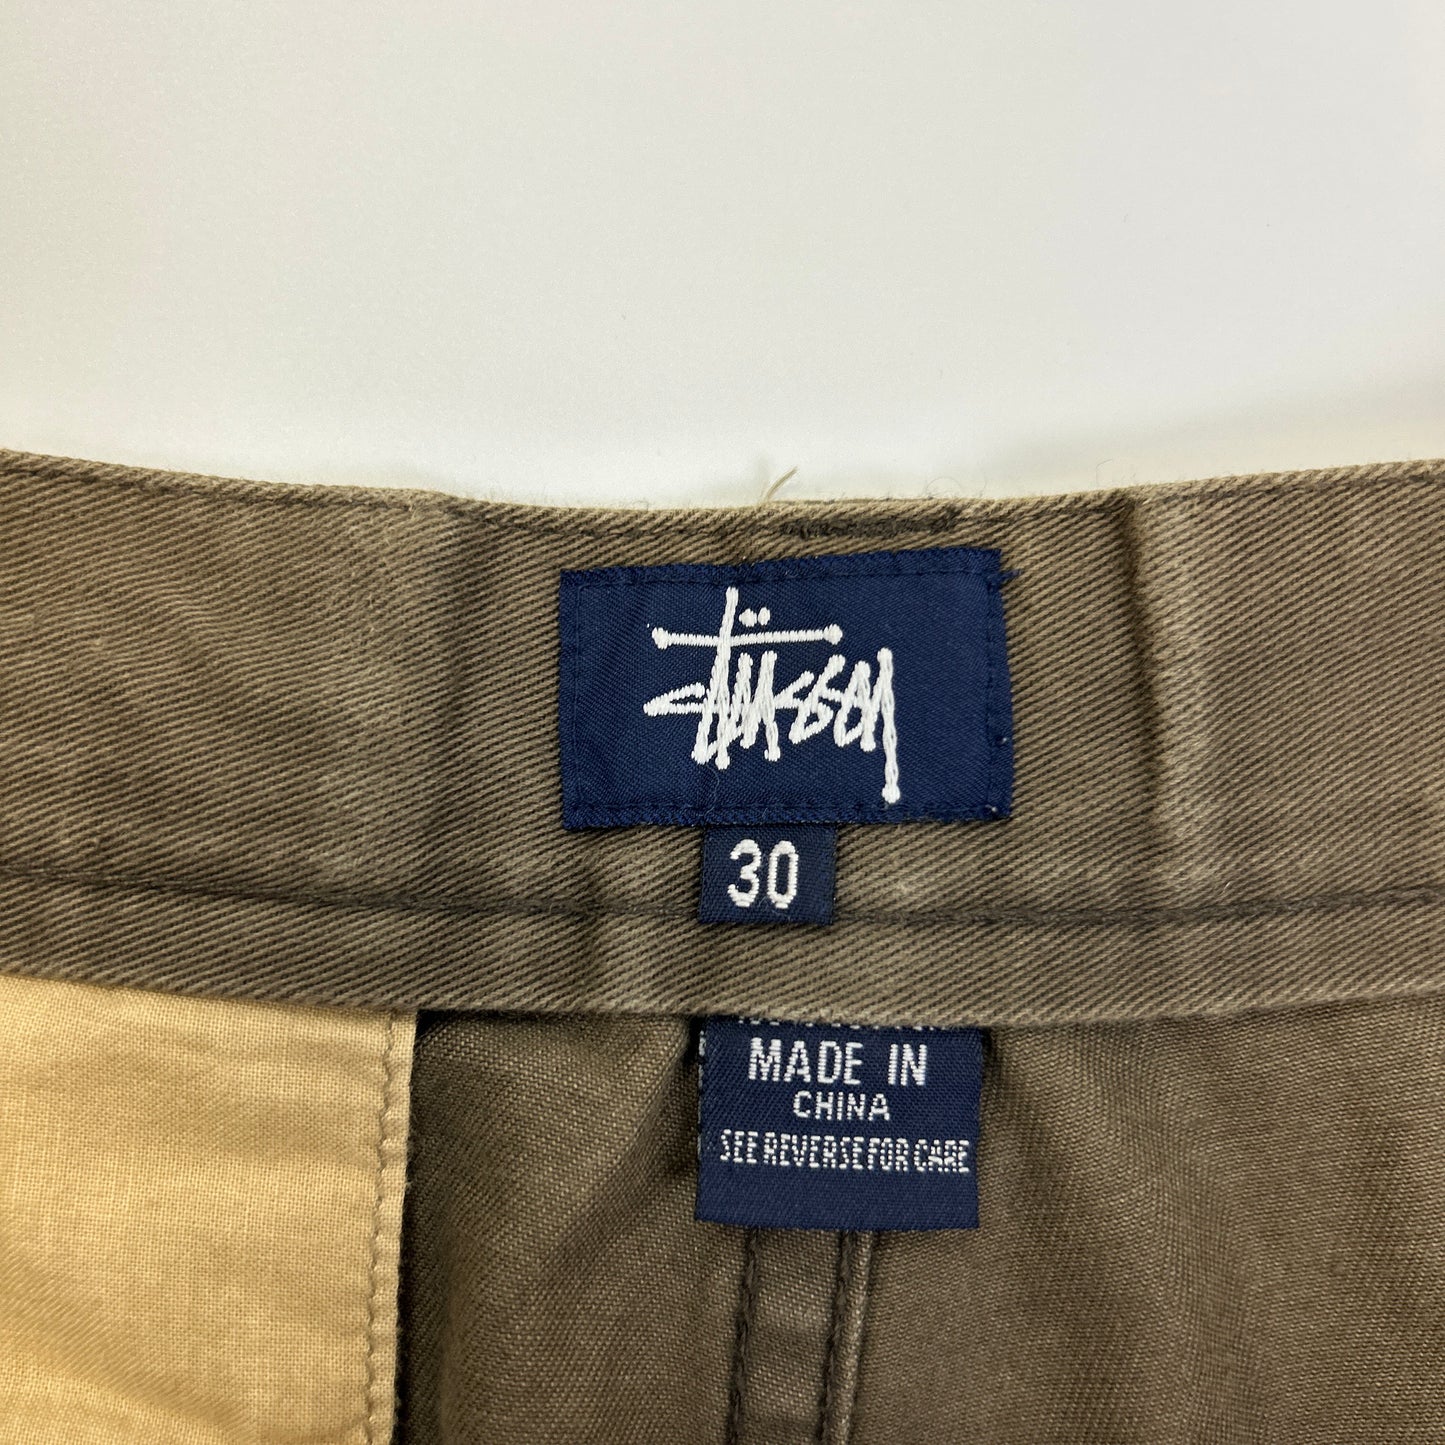 Stüssy
30
MADE IN
CHINA
SEE REVERSE FOR CARE